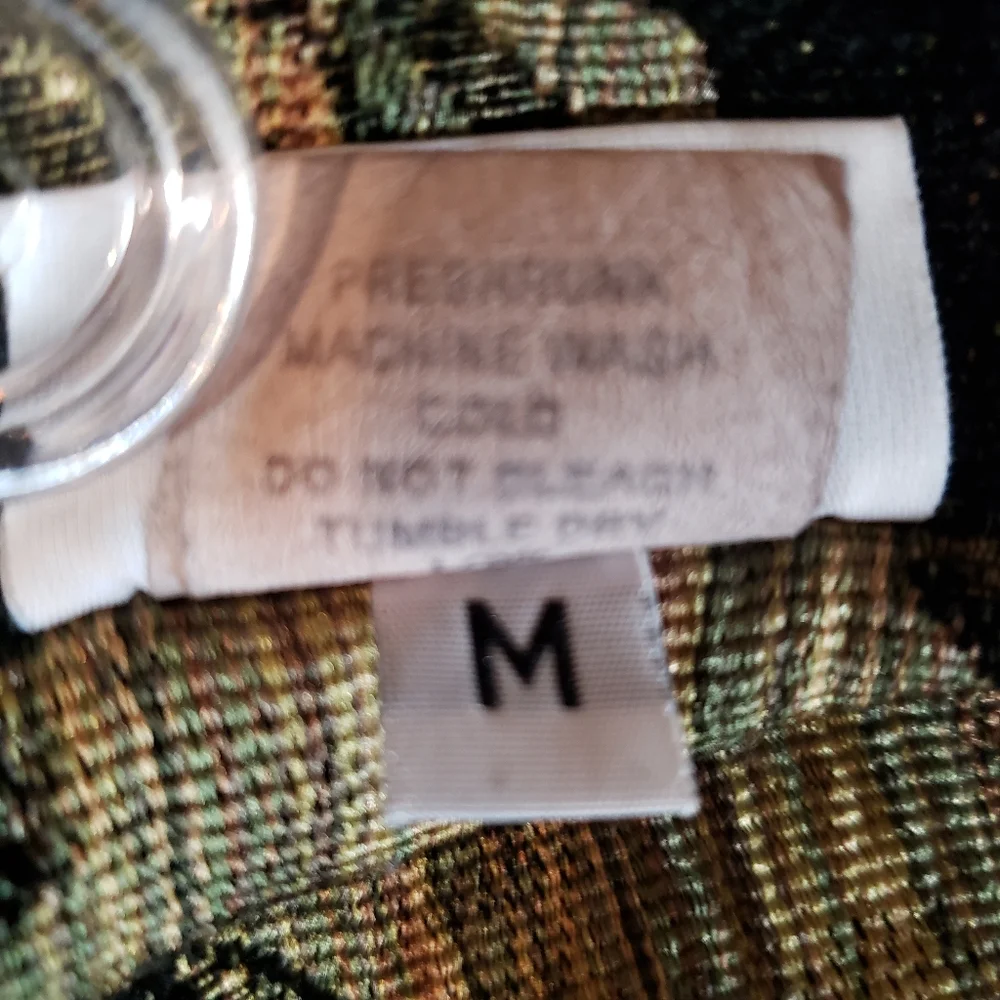 PRESHRUNK
MACHINE WASH
COLD
DO NOT BLEACH
TUMBLE DRY
M